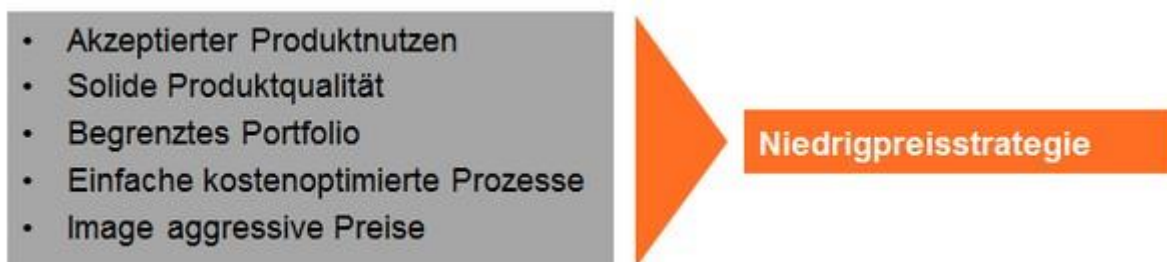 • Akzeptierter Produktnutzen
• Solide Produktqualität
• Begrenztes Portfolio
• Einfache kostenoptimierte Prozesse
• Image aggressive Preise
Niedrigpreisstrategie